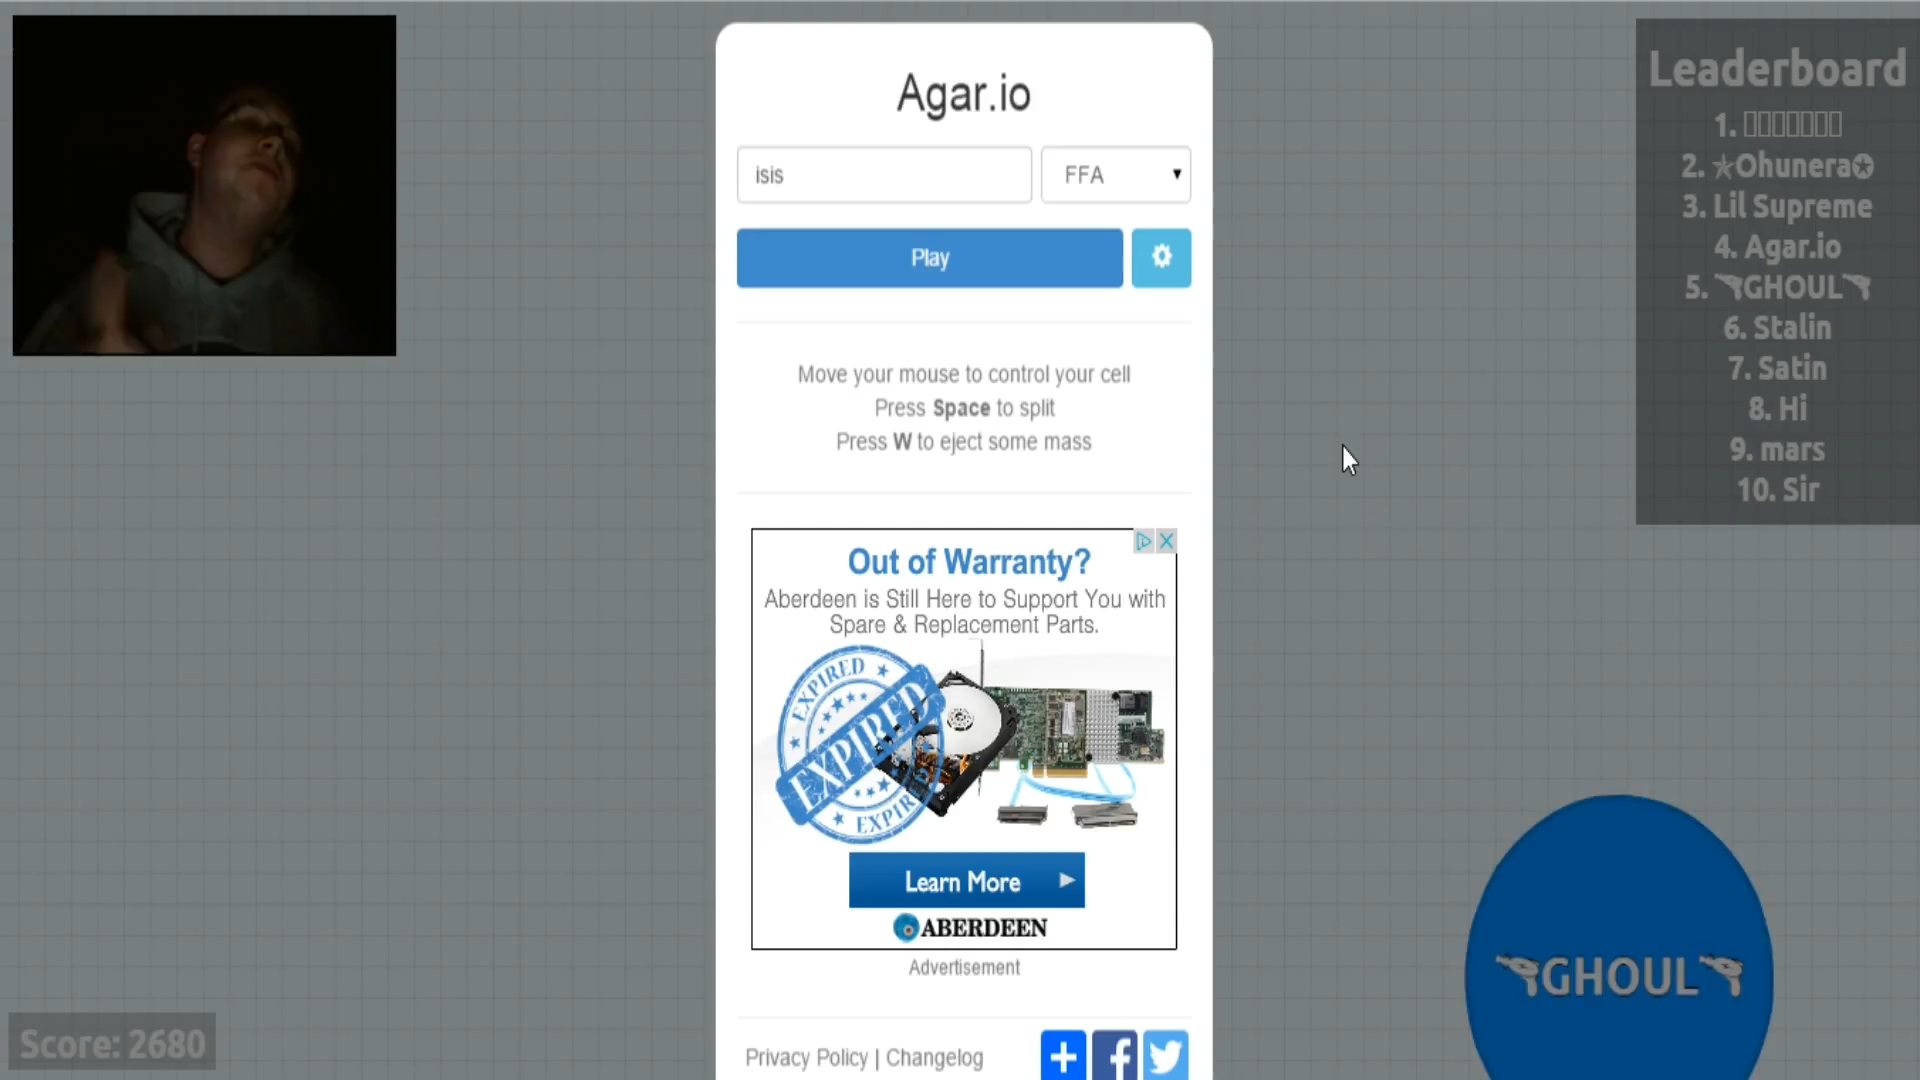 Agar.io
isis
FFA
Play
Move your mouse to control your cell
Press Space to split
Press W to eject some mass
Out of Warranty?
Aberdeen is Still Here to Support You with
Spare & Replacement Parts.
EXPIRED
EXPIRED
EXPIR
Learn More
ABERDEEN
Advertisement
Privacy Policy | Changelog
Leaderboard
1.
2. ✭Ohunera✪
3. Lil Supreme
4. Agar.io
5. GHOUL
6. Stalin
7. Satin
8. Hi
9. mars
10. Sir
GHOUL
Score: 2680